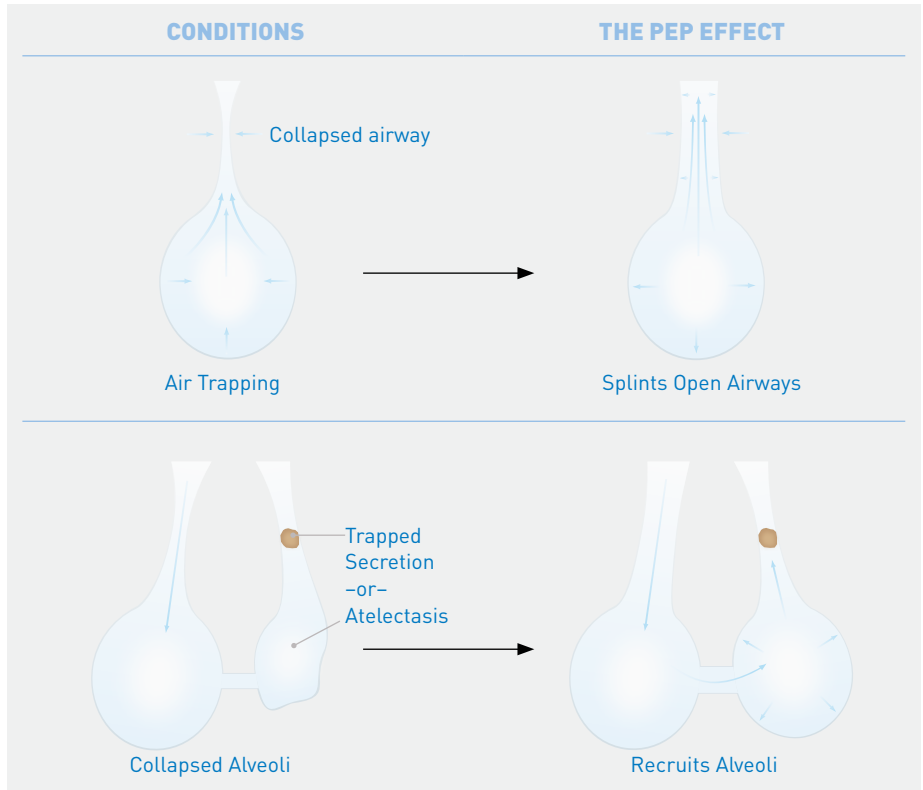 CONDITIONS
THE PEP EFFECT
Collapsed airway
Air Trapping
Splints Open Airways
Trapped
Secretion
–or–
Atelectasis
Collapsed Alveoli
Recruits Alveoli